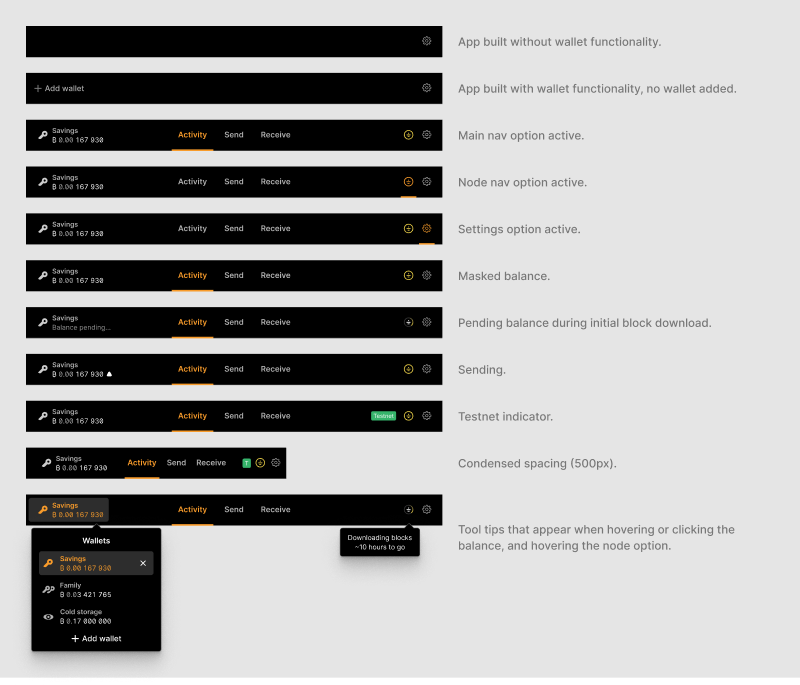 App built without wallet functionality.
+ Add wallet
App built with wallet functionality, no wallet added.
Savings
₿ 0.00 167 930
Activity Send Receive
Main nav option active.
Savings
₿ 0.00 167 930
Activity Send Receive
Node nav option active.
Savings
₿ 0.00 167 930
Activity Send Receive
Settings option active.
Savings
₿ 0.00 167 930
Activity Send Receive
Masked balance.
Savings
Balance pending...
Activity Send Receive
Pending balance during initial block download.
Savings
₿ 0.00 167 930
Activity Send Receive
Sending.
Savings
₿ 0.00 167 930
Activity Send Receive
Testnet
Testnet indicator.
Savings
₿ 0.00 167 930
Activity Send Receive
T
Condensed spacing (500px).
Savings
₿ 0.00 167 930
Activity Send Receive
Tool tips that appear when hovering or clicking the
balance, and hovering the node option.
Downloading blocks
~10 hours to go
Wallets
Savings
₿ 0.00 167 930
Family
₿ 0.03 421 765
Cold storage
₿ 0.17 000 000
+ Add wallet